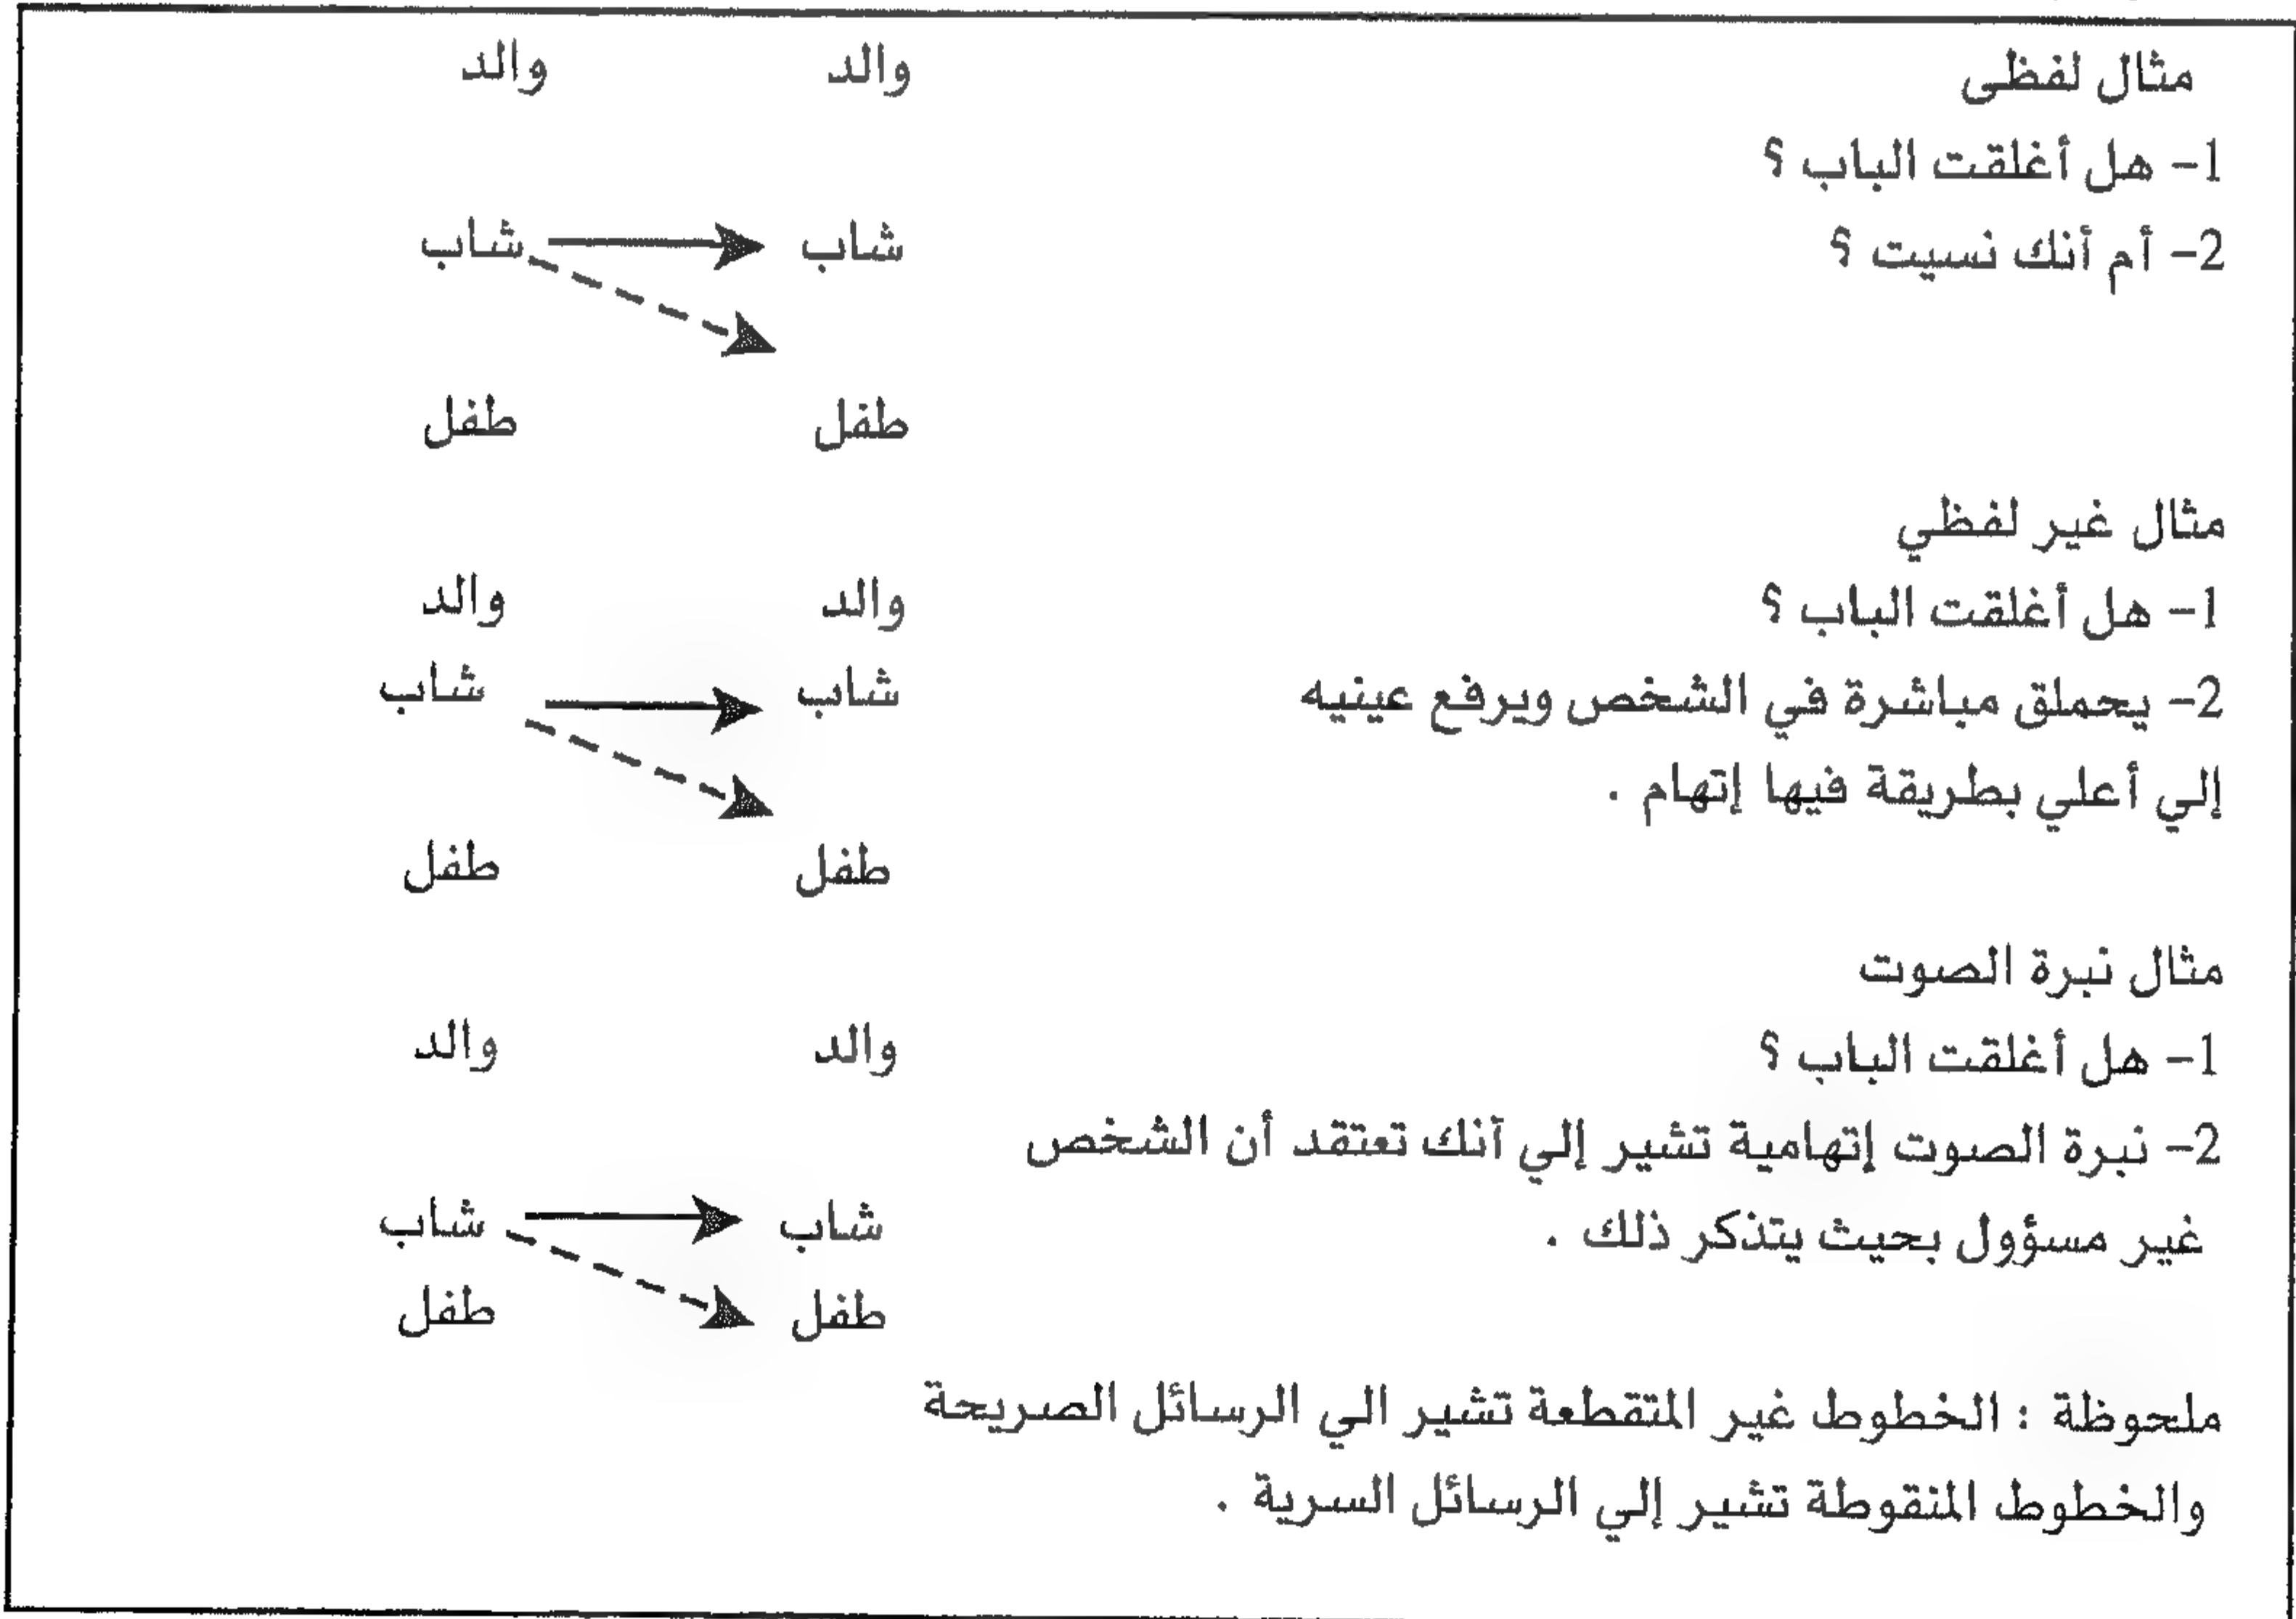 مثال لفظى
والد والد
1- هل أغلقت الباب ؟
2- أم أنك نسيت ؟
شاب شاب
طفل طفل
مثال غير لفظي
1- هل أغلقت الباب ؟
والد والد
2- يحملق مباشرة في الشخص ويرفع عينيه
شاب شاب
إلي أعلي بطريقة فيها إتهام .
طفل طفل
مثال نبرة الصوت
1- هل أغلقت الباب ؟
والد والد
2- نبرة الصوت إتهامية تشير إلي آنك تعتقد أن الشخص
غير مسؤول بحيث يتذكر ذلك .
شاب شاب
طفل طفل
ملحوظة : الخطوط غير المتقطعة تشير الي الرسائل الصريحة
والخطوط المنقوطة تشير إلي الرسائل السرية .